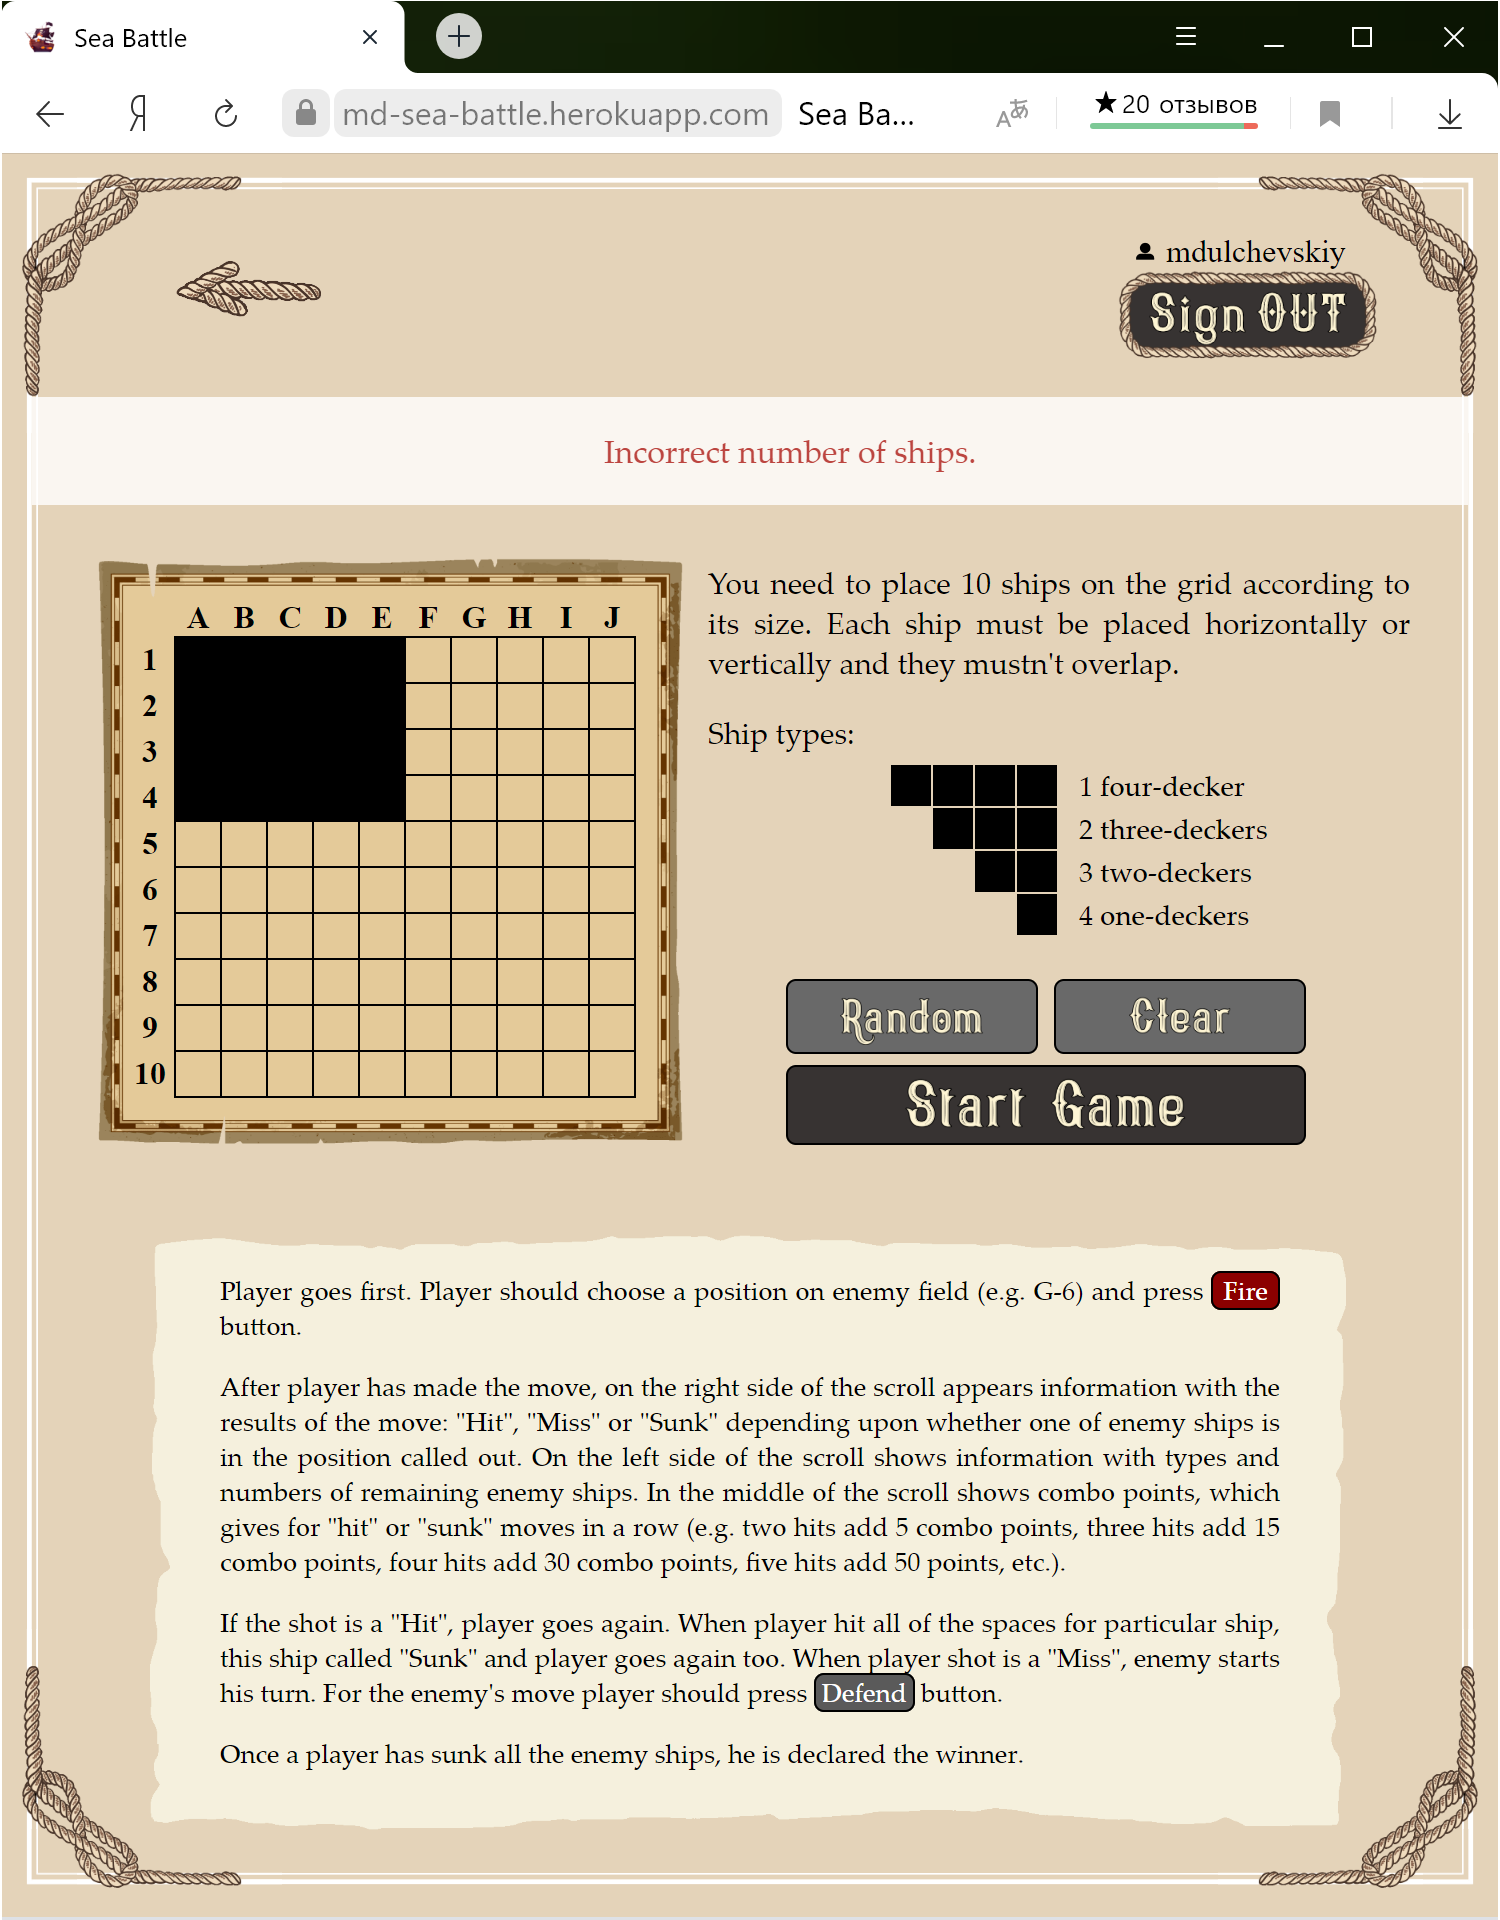 Sea Battle
md-sea-battle.herokuapp.com Sea Ba... ★ 20 отзывов
mdulchevskiy
Sign OUT
Incorrect number of ships.
A B C D E F G H I J
1
2
3
4
5
6
7
8
9
10
You need to place 10 ships on the grid according to
its size. Each ship must be placed horizontally or
vertically and they mustn't overlap.
Ship types:
1 four-decker
2 three-deckers
3 two-deckers
4 one-deckers
Random Clear
Start Game
Player goes first. Player should choose a position on enemy field (e.g. G-6) and press Fire
button.
After player has made the move, on the right side of the scroll appears information with the
results of the move: "Hit", "Miss" or "Sunk" depending upon whether one of enemy ships is
in the position called out. On the left side of the scroll shows information with types and
numbers of remaining enemy ships. In the middle of the scroll shows combo points, which
gives for "hit" or "sunk" moves in a row (e.g. two hits add 5 combo points, three hits add 15
combo points, four hits add 30 combo points, five hits add 50 points, etc.).
If the shot is a "Hit", player goes again. When player hit all of the spaces for particular ship,
this ship called "Sunk" and player goes again too. When player shot is a "Miss", enemy starts
his turn. For the enemy's move player should press Defend button.
Once a player has sunk all the enemy ships, he is declared the winner.